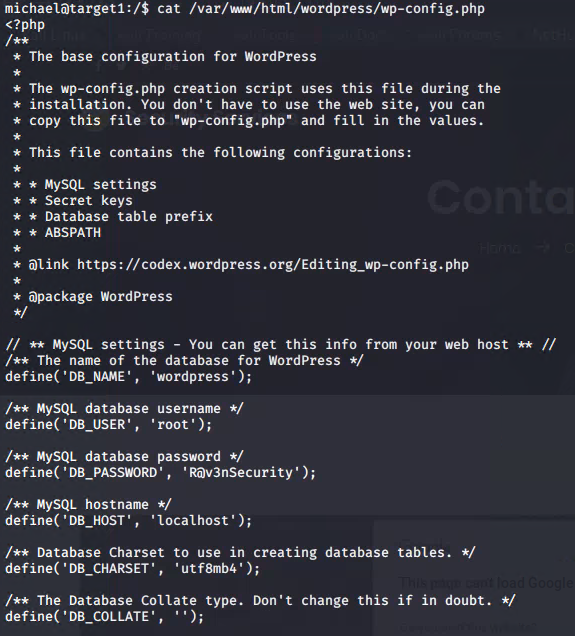 michael@target1:/$ cat /var/www/html/wordpress/wp-config.php
<?php
/**
 * The base configuration for WordPress
 *
 * The wp-config.php creation script uses this file during the
 * installation. You don't have to use the web site, you can
 * copy this file to "wp-config.php" and fill in the values.
 *
 * This file contains the following configurations:
 *
 * * MySQL settings
 * * Secret keys
 * * Database table prefix
 * * ABSPATH
 *
 * @link https://codex.wordpress.org/Editing_wp-config.php
 *
 * @package WordPress
 */

// ** MySQL settings - You can get this info from your web host ** //
/** The name of the database for WordPress */
define('DB_NAME', 'wordpress');

/** MySQL database username */
define('DB_USER', 'root');

/** MySQL database password */
define('DB_PASSWORD', 'R@v3nSecurity');

/** MySQL hostname */
define('DB_HOST', 'localhost');

/** Database Charset to use in creating database tables. */
define('DB_CHARSET', 'utf8mb4');

/** The Database Collate type. Don't change this if in doubt. */
define('DB_COLLATE', '');
Conta
Home →
This page can't load Google